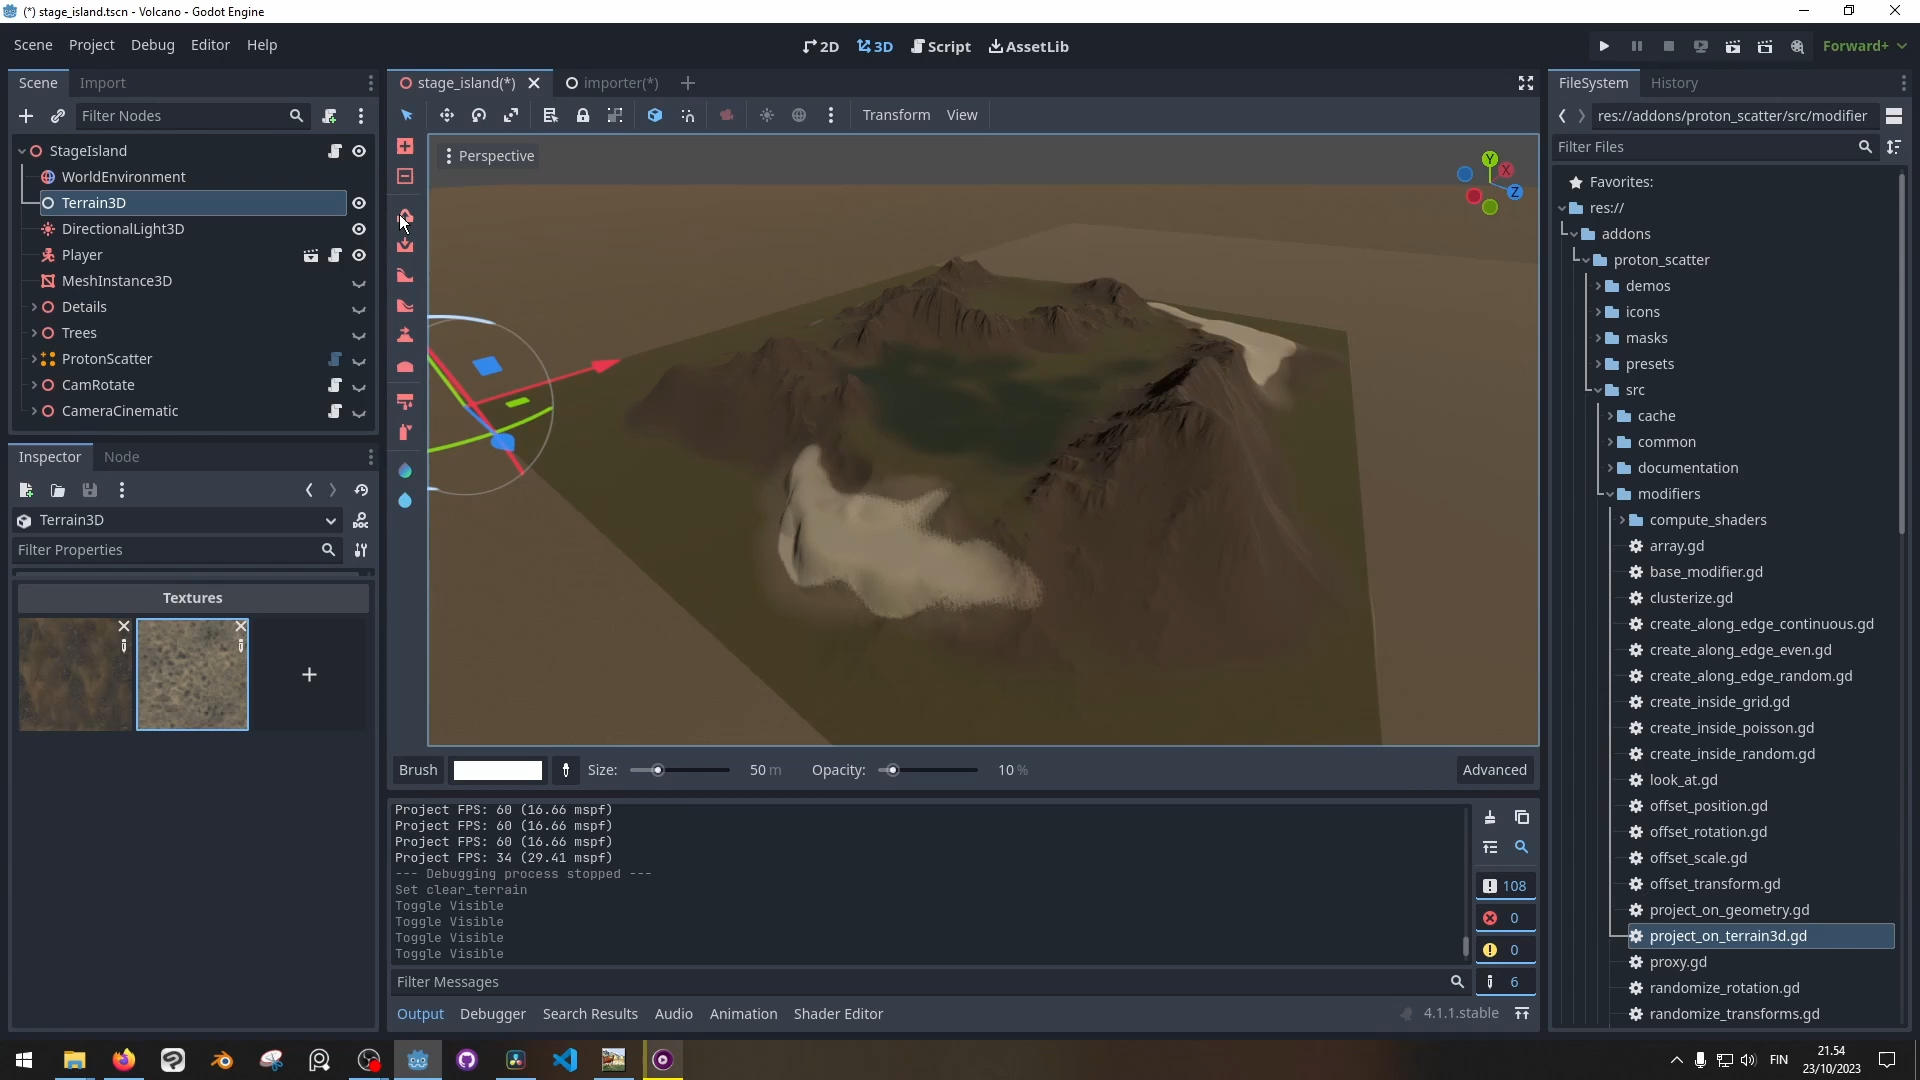 (*) stage_island.tscn - Volcano - Godot Engine
Scene Project Debug Editor Help
2D 3D Script AssetLib
Forward+
Scene Import
Filter Nodes
StageIsland
WorldEnvironment
Terrain3D
DirectionalLight3D
Player
MeshInstance3D
Details
Trees
ProtonScatter
CamRotate
CameraCinematic
Inspector Node
Terrain3D
DOC
Filter Properties
Textures
stage_island(*) importer(*)
Transform View
Perspective
Y
X
Z
Brush Size: 50 m Opacity: 10 % Advanced
Project FPS: 60 (16.66 mspf)
Project FPS: 60 (16.66 mspf)
Project FPS: 60 (16.66 mspf)
Project FPS: 34 (29.41 mspf)
--- Debugging process stopped ---
Set clear_terrain
Toggle Visible
Toggle Visible
Toggle Visible
Toggle Visible
108
0
0
6
Filter Messages
Output Debugger Search Results Audio Animation Shader Editor 4.1.1.stable
FileSystem History
res://addons/proton_scatter/src/modifier
Filter Files
Favorites:
res://
addons
proton_scatter
demos
icons
masks
presets
src
cache
common
documentation
modifiers
compute_shaders
array.gd
base_modifier.gd
clusterize.gd
create_along_edge_continuous.gd
create_along_edge_even.gd
create_along_edge_random.gd
create_inside_grid.gd
create_inside_poisson.gd
create_inside_random.gd
look_at.gd
offset_position.gd
offset_rotation.gd
offset_scale.gd
offset_transform.gd
project_on_geometry.gd
project_on_terrain3d.gd
proxy.gd
randomize_rotation.gd
randomize_transforms.gd
FIN
21.54
23/10/2023